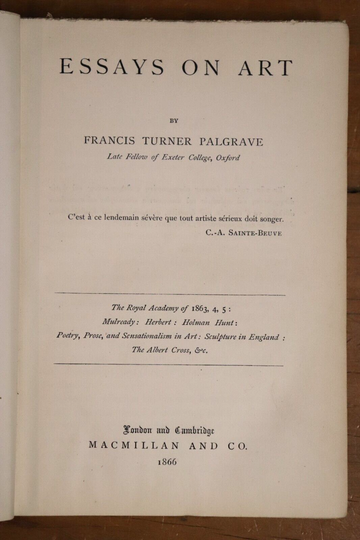 ESSAYS ON ART
BY
FRANCIS TURNER PALGRAVE
Late Fellow of Exeter College, Oxford
C'est à ce lendemain sévère que tout artiste sérieux doit songer.
C.-A. SAINTE-BEUVE
The Royal Academy of 1863, 4, 5 :
Mulready : Herbert : Holman Hunt :
Poetry, Prose, and Sensationalism in Art : Sculpture in England ;
The Albert Cross, &c.
London and Cambridge
MACMILLAN AND CO.
1866